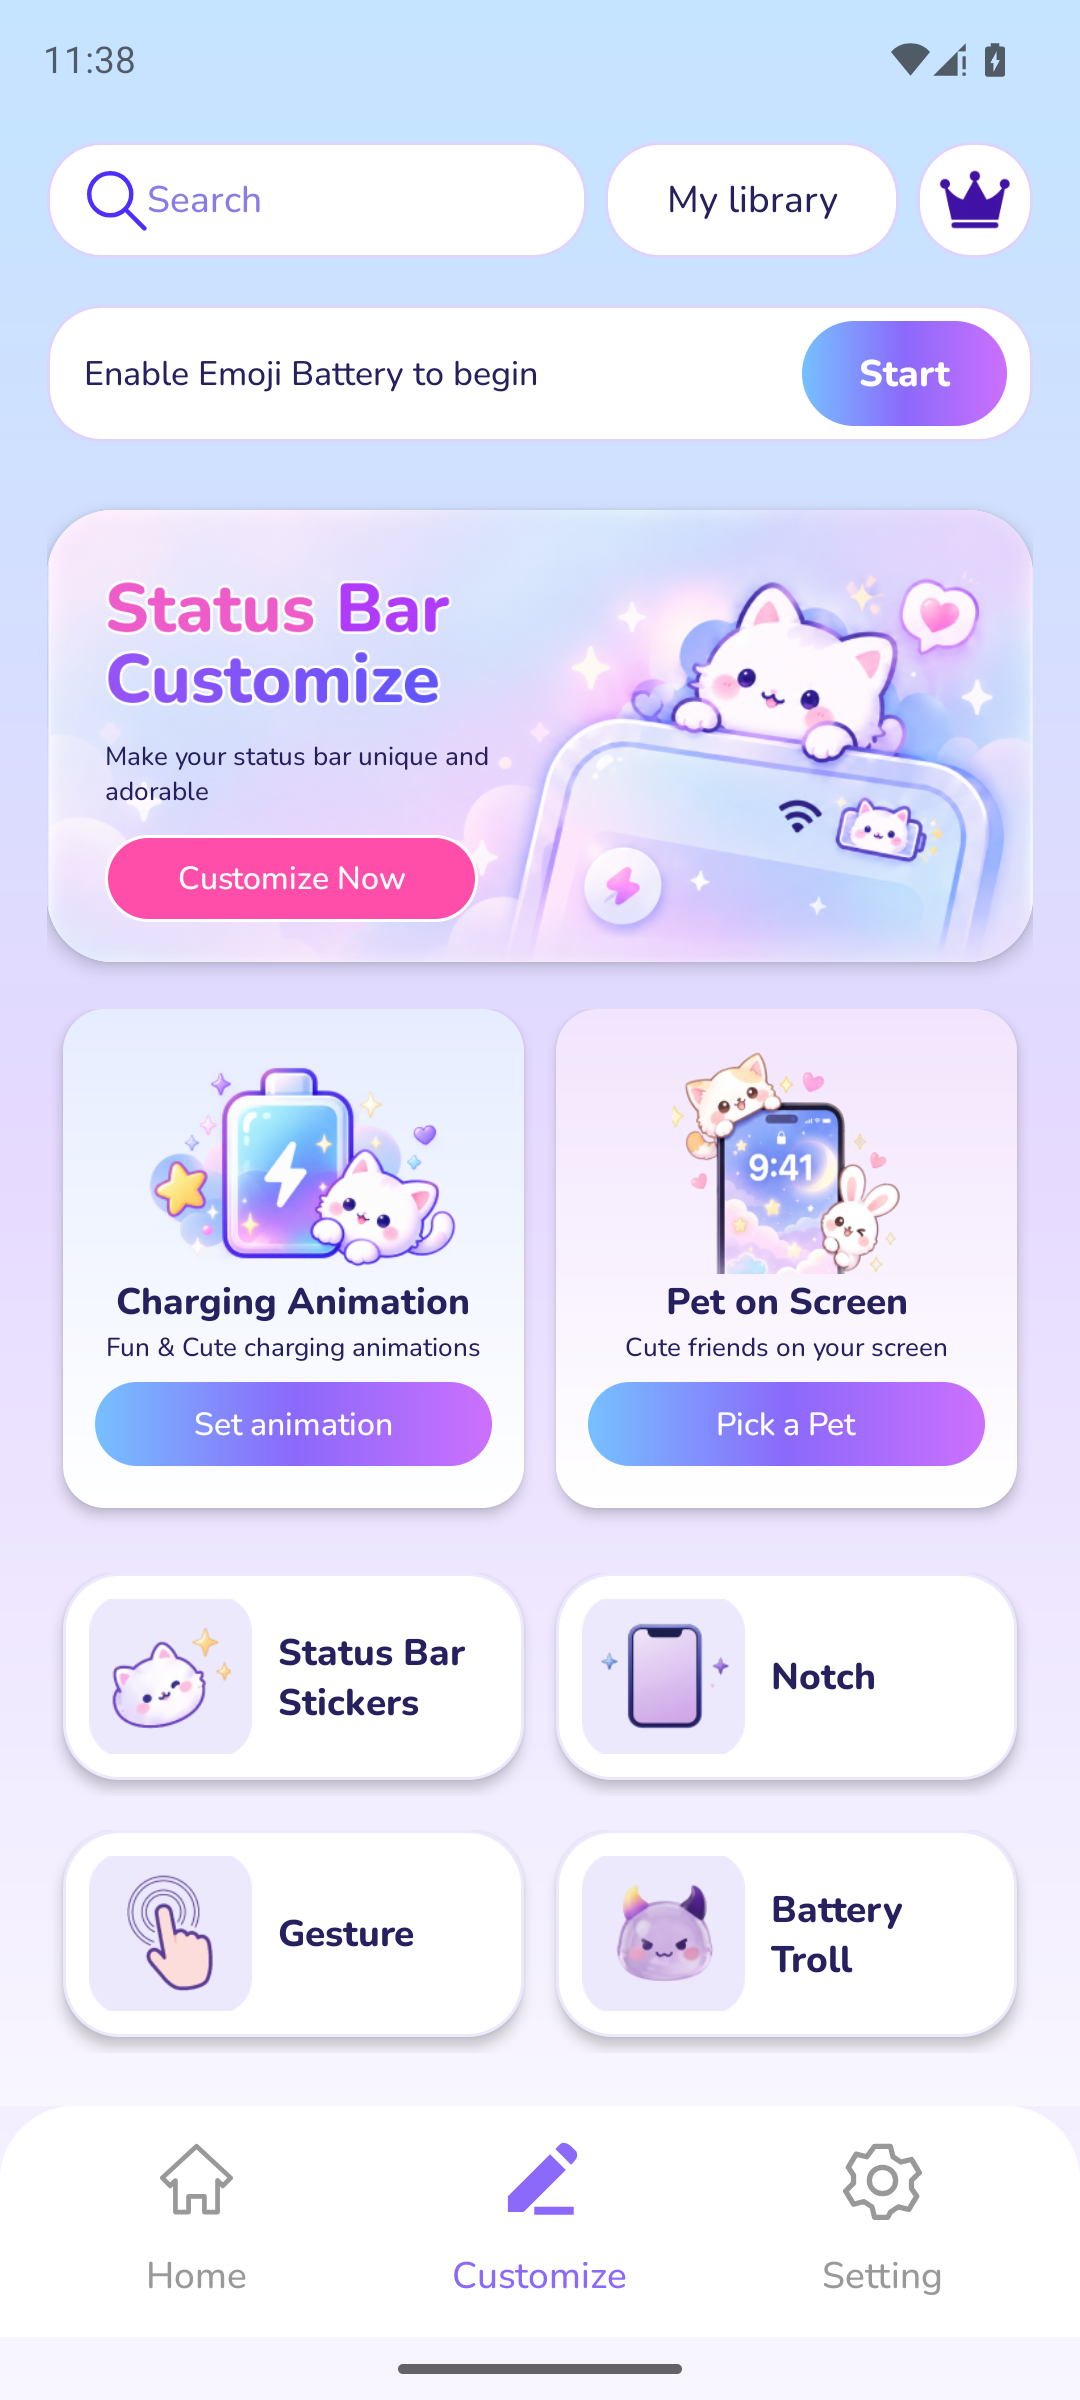 11:38
Search
My library
Enable Emoji Battery to begin
Start
Status Bar
Customize
Make your status bar unique and
adorable
Customize Now
9:41
Charging Animation
Fun & Cute charging animations
Set animation
Pet on Screen
Cute friends on your screen
Pick a Pet
Status Bar
Stickers
Notch
Gesture
Battery
Troll
Home
Customize
Setting